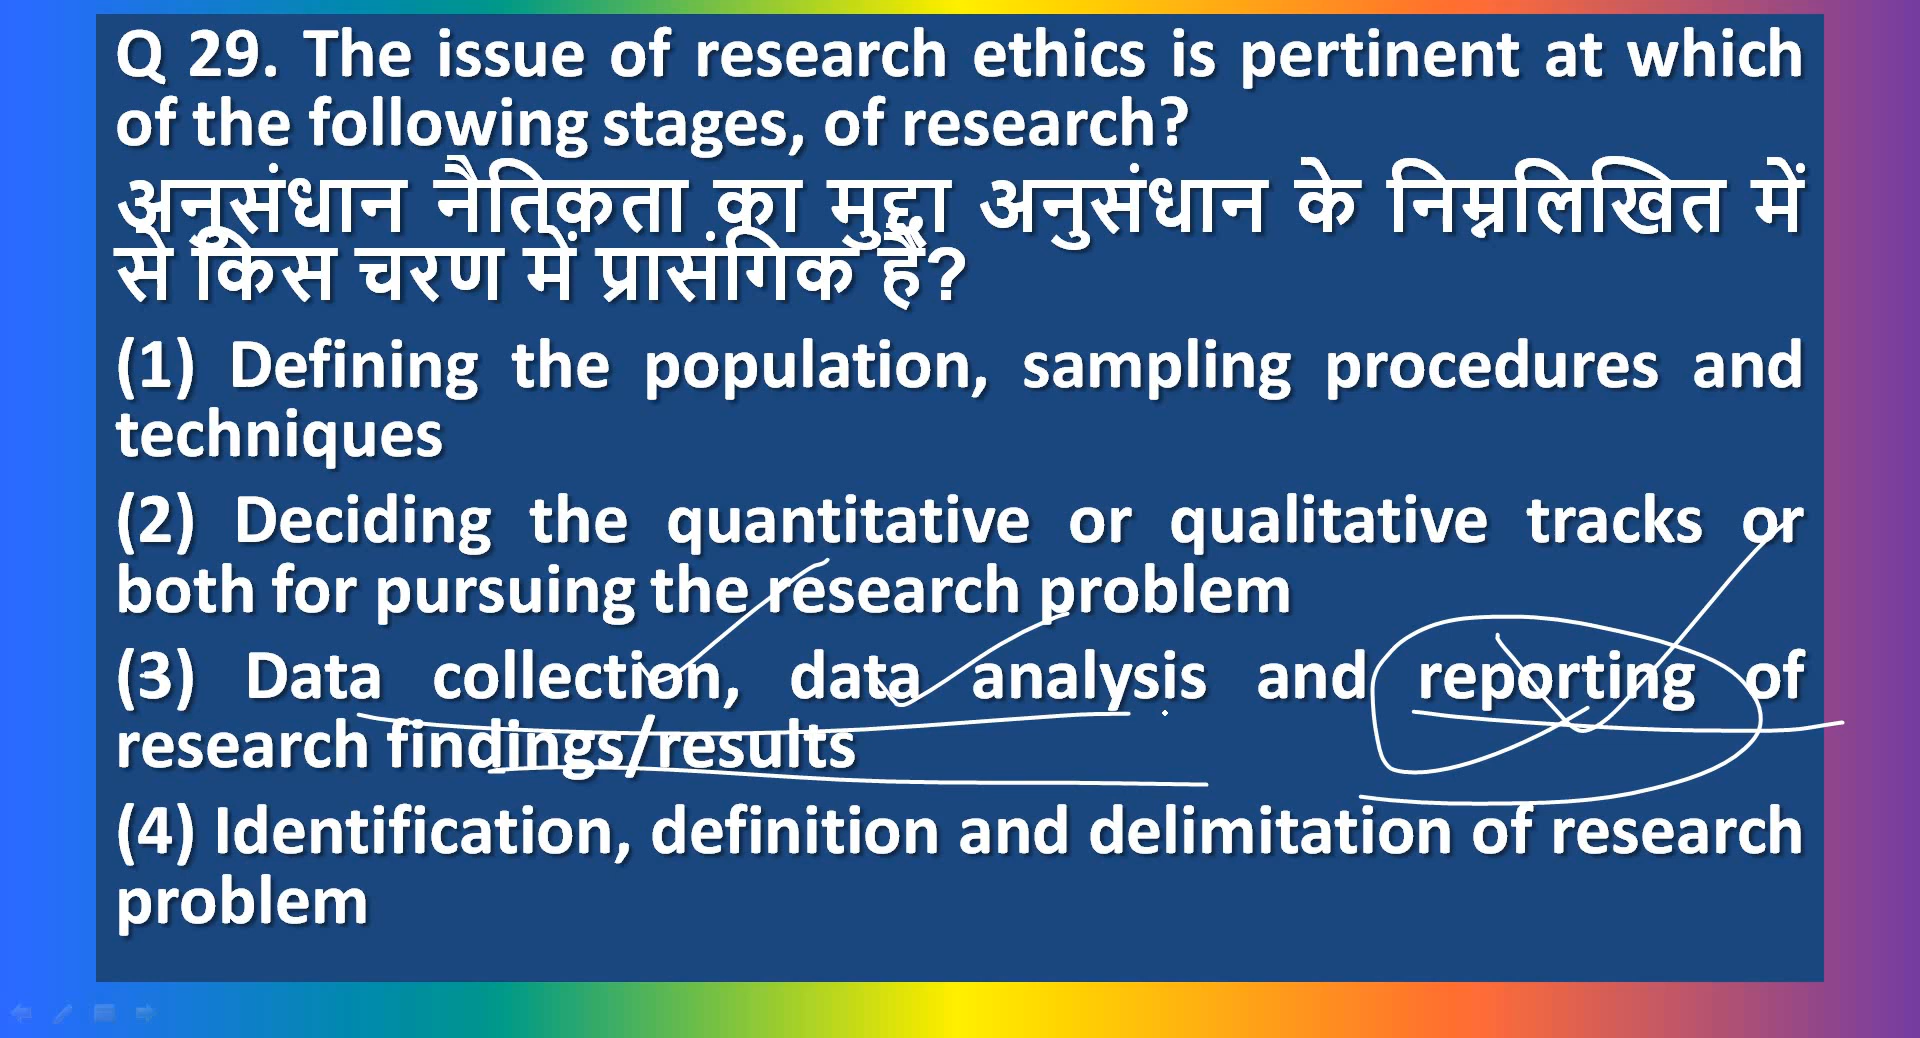 Q 29. The issue of research ethics is pertinent at which
of the following stages, of research?
अनुसंधान नैतिकता का मुद्दा अनुसंधान के निम्नलिखित में
से किस चरण में प्रासंगिक है?
(1) Defining the population, sampling procedures and
techniques
(2) Deciding the quantitative or qualitative tracks or
both for pursuing the research problem
(3) Data collection, data analysis and reporting of
research findings/results
(4) Identification, definition and delimitation of research
problem